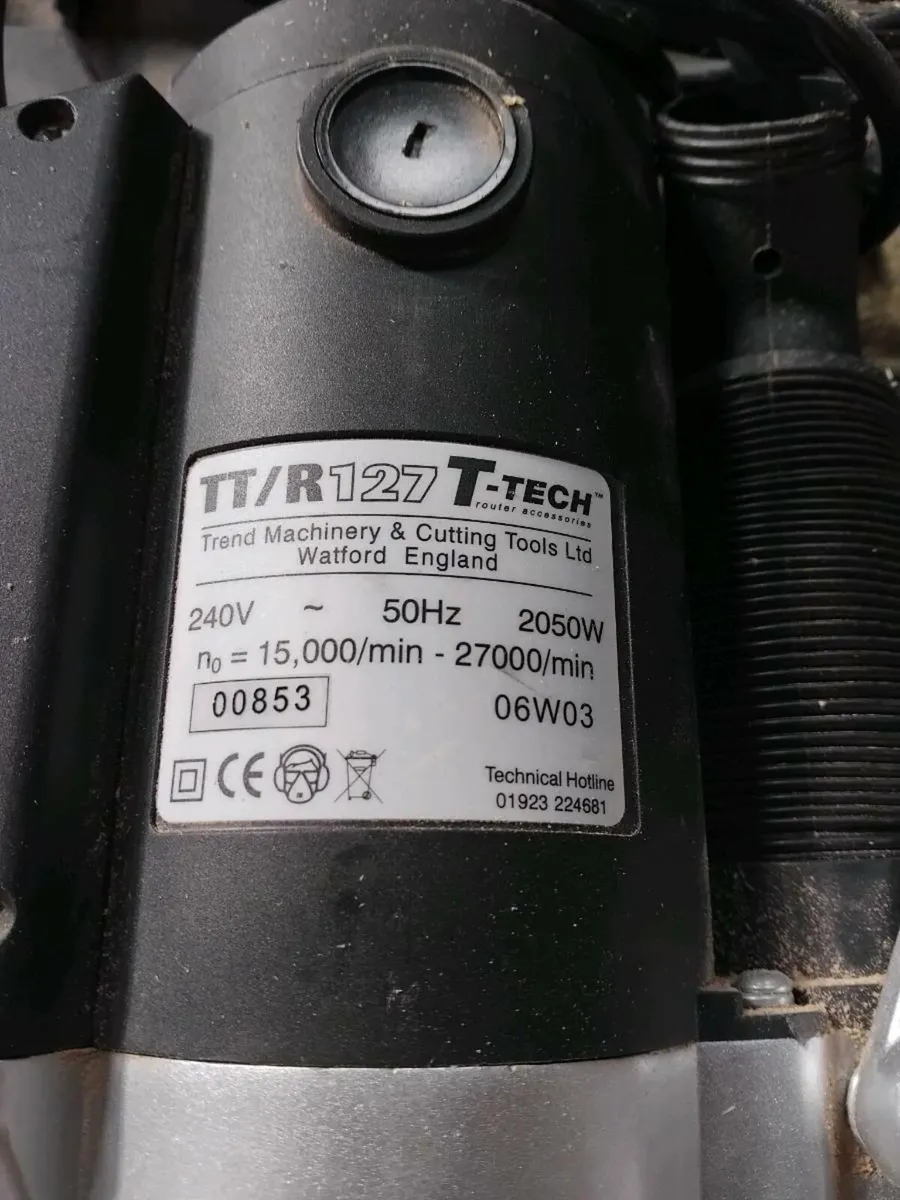 TT/R127 T-TECH™
router accessories
Trend Machinery & Cutting Tools Ltd
Watford England
240V ~ 50Hz 2050W
n₀ = 15,000/min - 27000/min
00853 06W03
CE
Technical Hotline
01923 224681